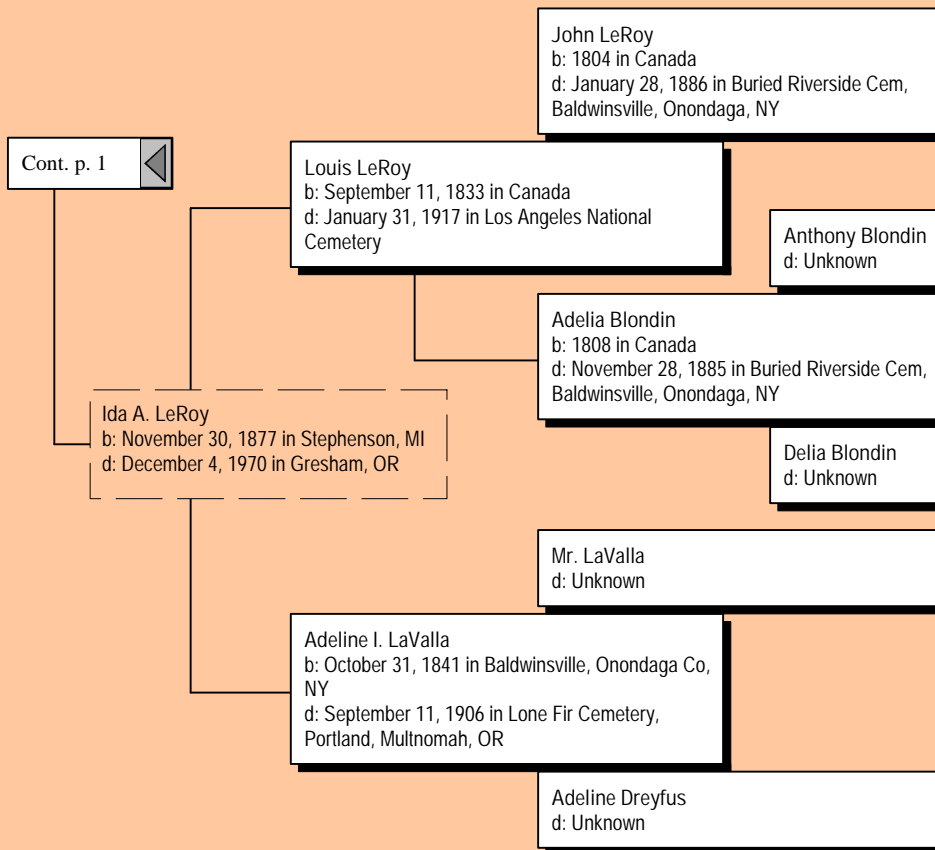 John LeRoy
b: 1804 in Canada
d: January 28, 1886 in Buried Riverside Cem,
Baldwinsville, Onondaga, NY
Cont. p. 1
Louis LeRoy
b: September 11, 1833 in Canada
d: January 31, 1917 in Los Angeles National
Cemetery
Anthony Blondin
d: Unknown
Adelia Blondin
b: 1808 in Canada
d: November 28, 1885 in Buried Riverside Cem,
Baldwinsville, Onondaga, NY
Ida A. LeRoy
b: November 30, 1877 in Stephenson, MI
d: December 4, 1970 in Gresham, OR
Delia Blondin
d: Unknown
Mr. LaValla
d: Unknown
Adeline I. LaValla
b: October 31, 1841 in Baldwinsville, Onondaga Co,
NY
d: September 11, 1906 in Lone Fir Cemetery,
Portland, Multnomah, OR
Adeline Dreyfus
d: Unknown